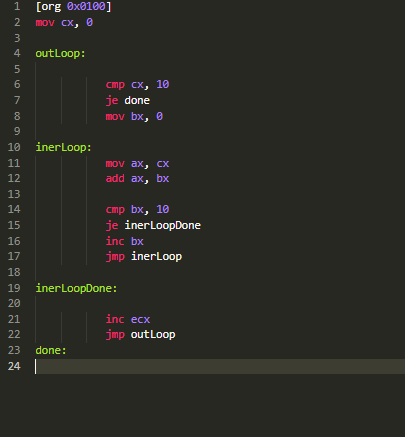 1 [org 0x0100]
2 mov cx, 0
3
4 outLoop:
5
6 cmp cx, 10
7 je done
8 mov bx, 0
9
10 inerLoop:
11 mov ax, cx
12 add ax, bx
13
14 cmp bx, 10
15 je inerLoopDone
16 inc bx
17 jmp inerLoop
18
19 inerLoopDone:
20
21 inc ecx
22 jmp outLoop
23 done:
24